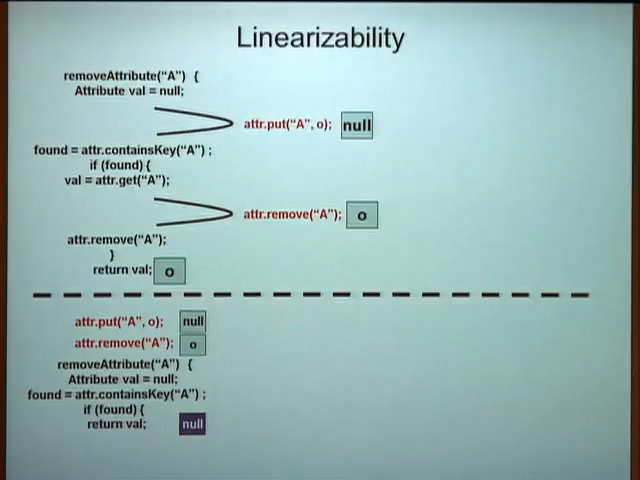 Linearizability
removeAttribute(“A”) {
Attribute val = null;
attr.put(“A”, o); null
found = attr.containsKey(“A”) ;
if (found) {
val = attr.get(“A”);
attr.remove(“A”); o
attr.remove(“A”);
}
return val; o
attr.put(“A”, o); null
attr.remove(“A”); o
removeAttribute(“A”) {
Attribute val = null;
found = attr.containsKey(“A”) ;
if (found) {
return val; null